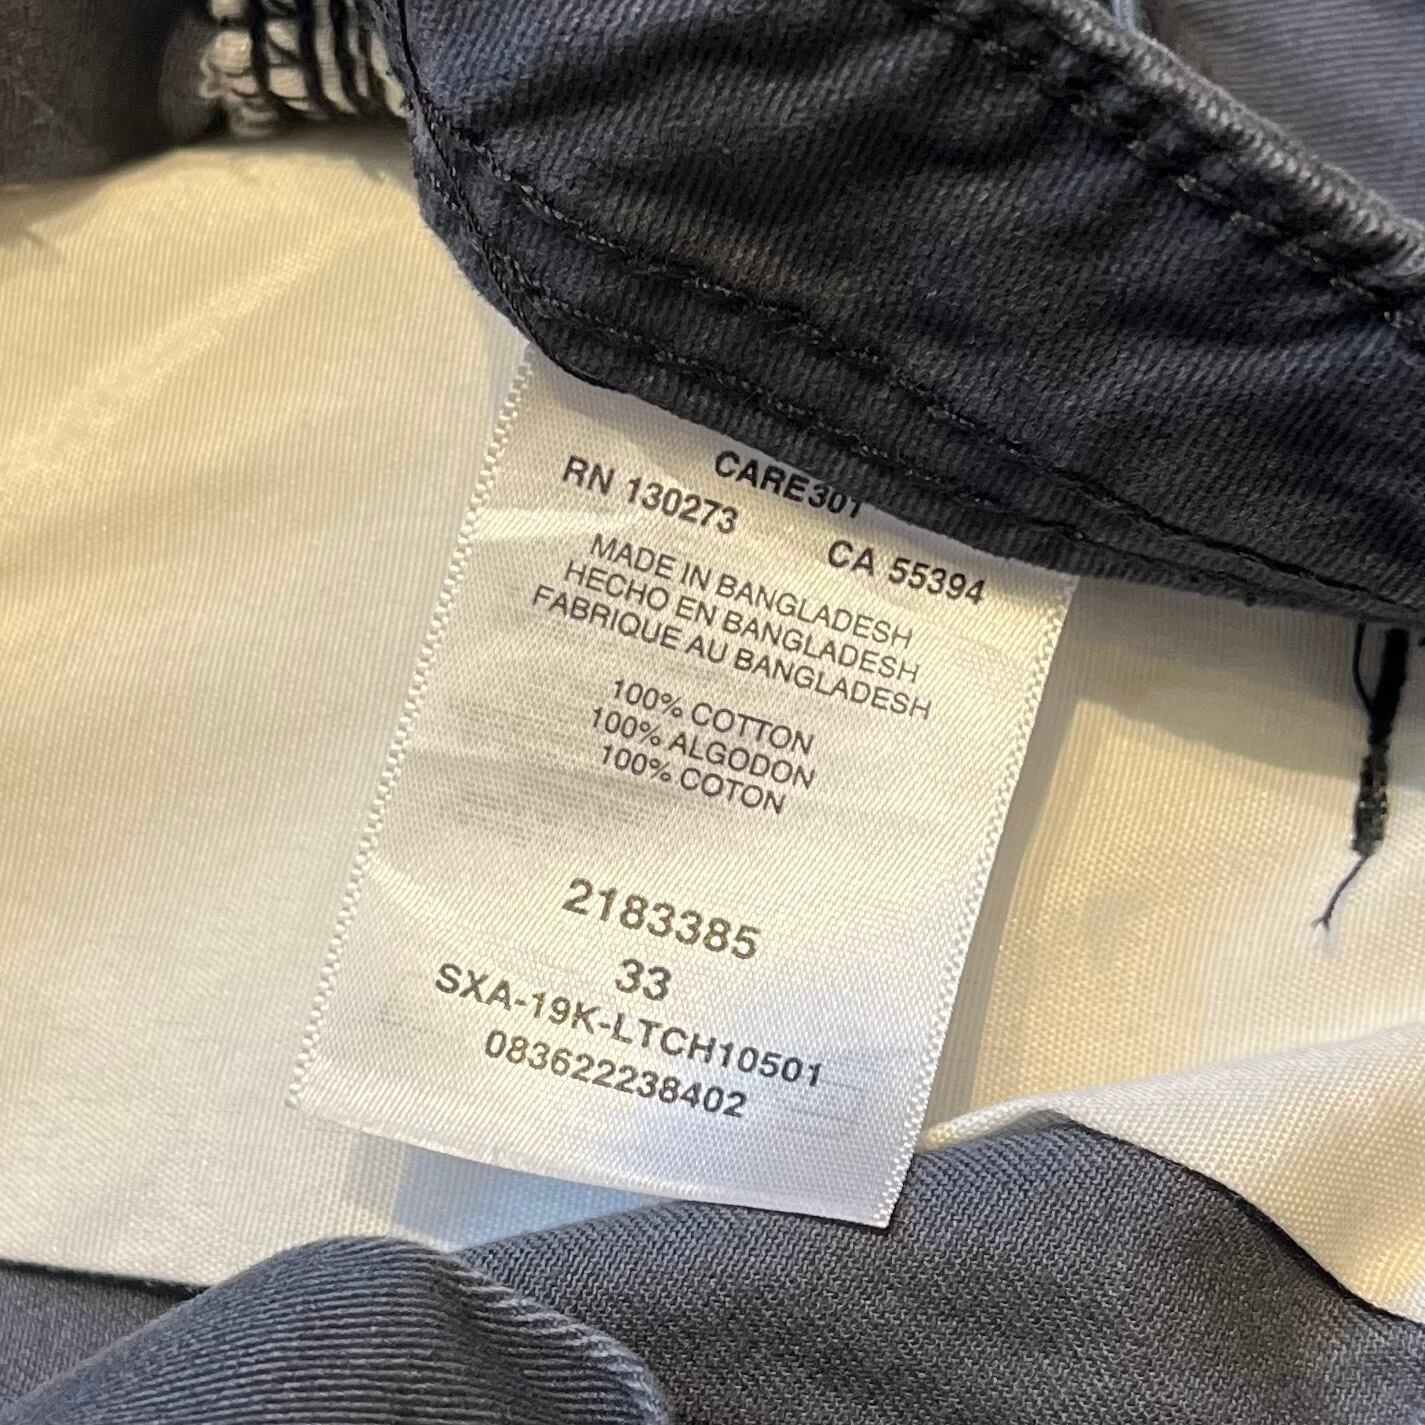 CARE301
RN 130273 CA 55394
MADE IN BANGLADESH
HECHO EN BANGLADESH
FABRIQUE AU BANGLADESH
100% COTTON
100% ALGODON
100% COTON
2183385
33
SXA-19K-LTCH10501
083622238402